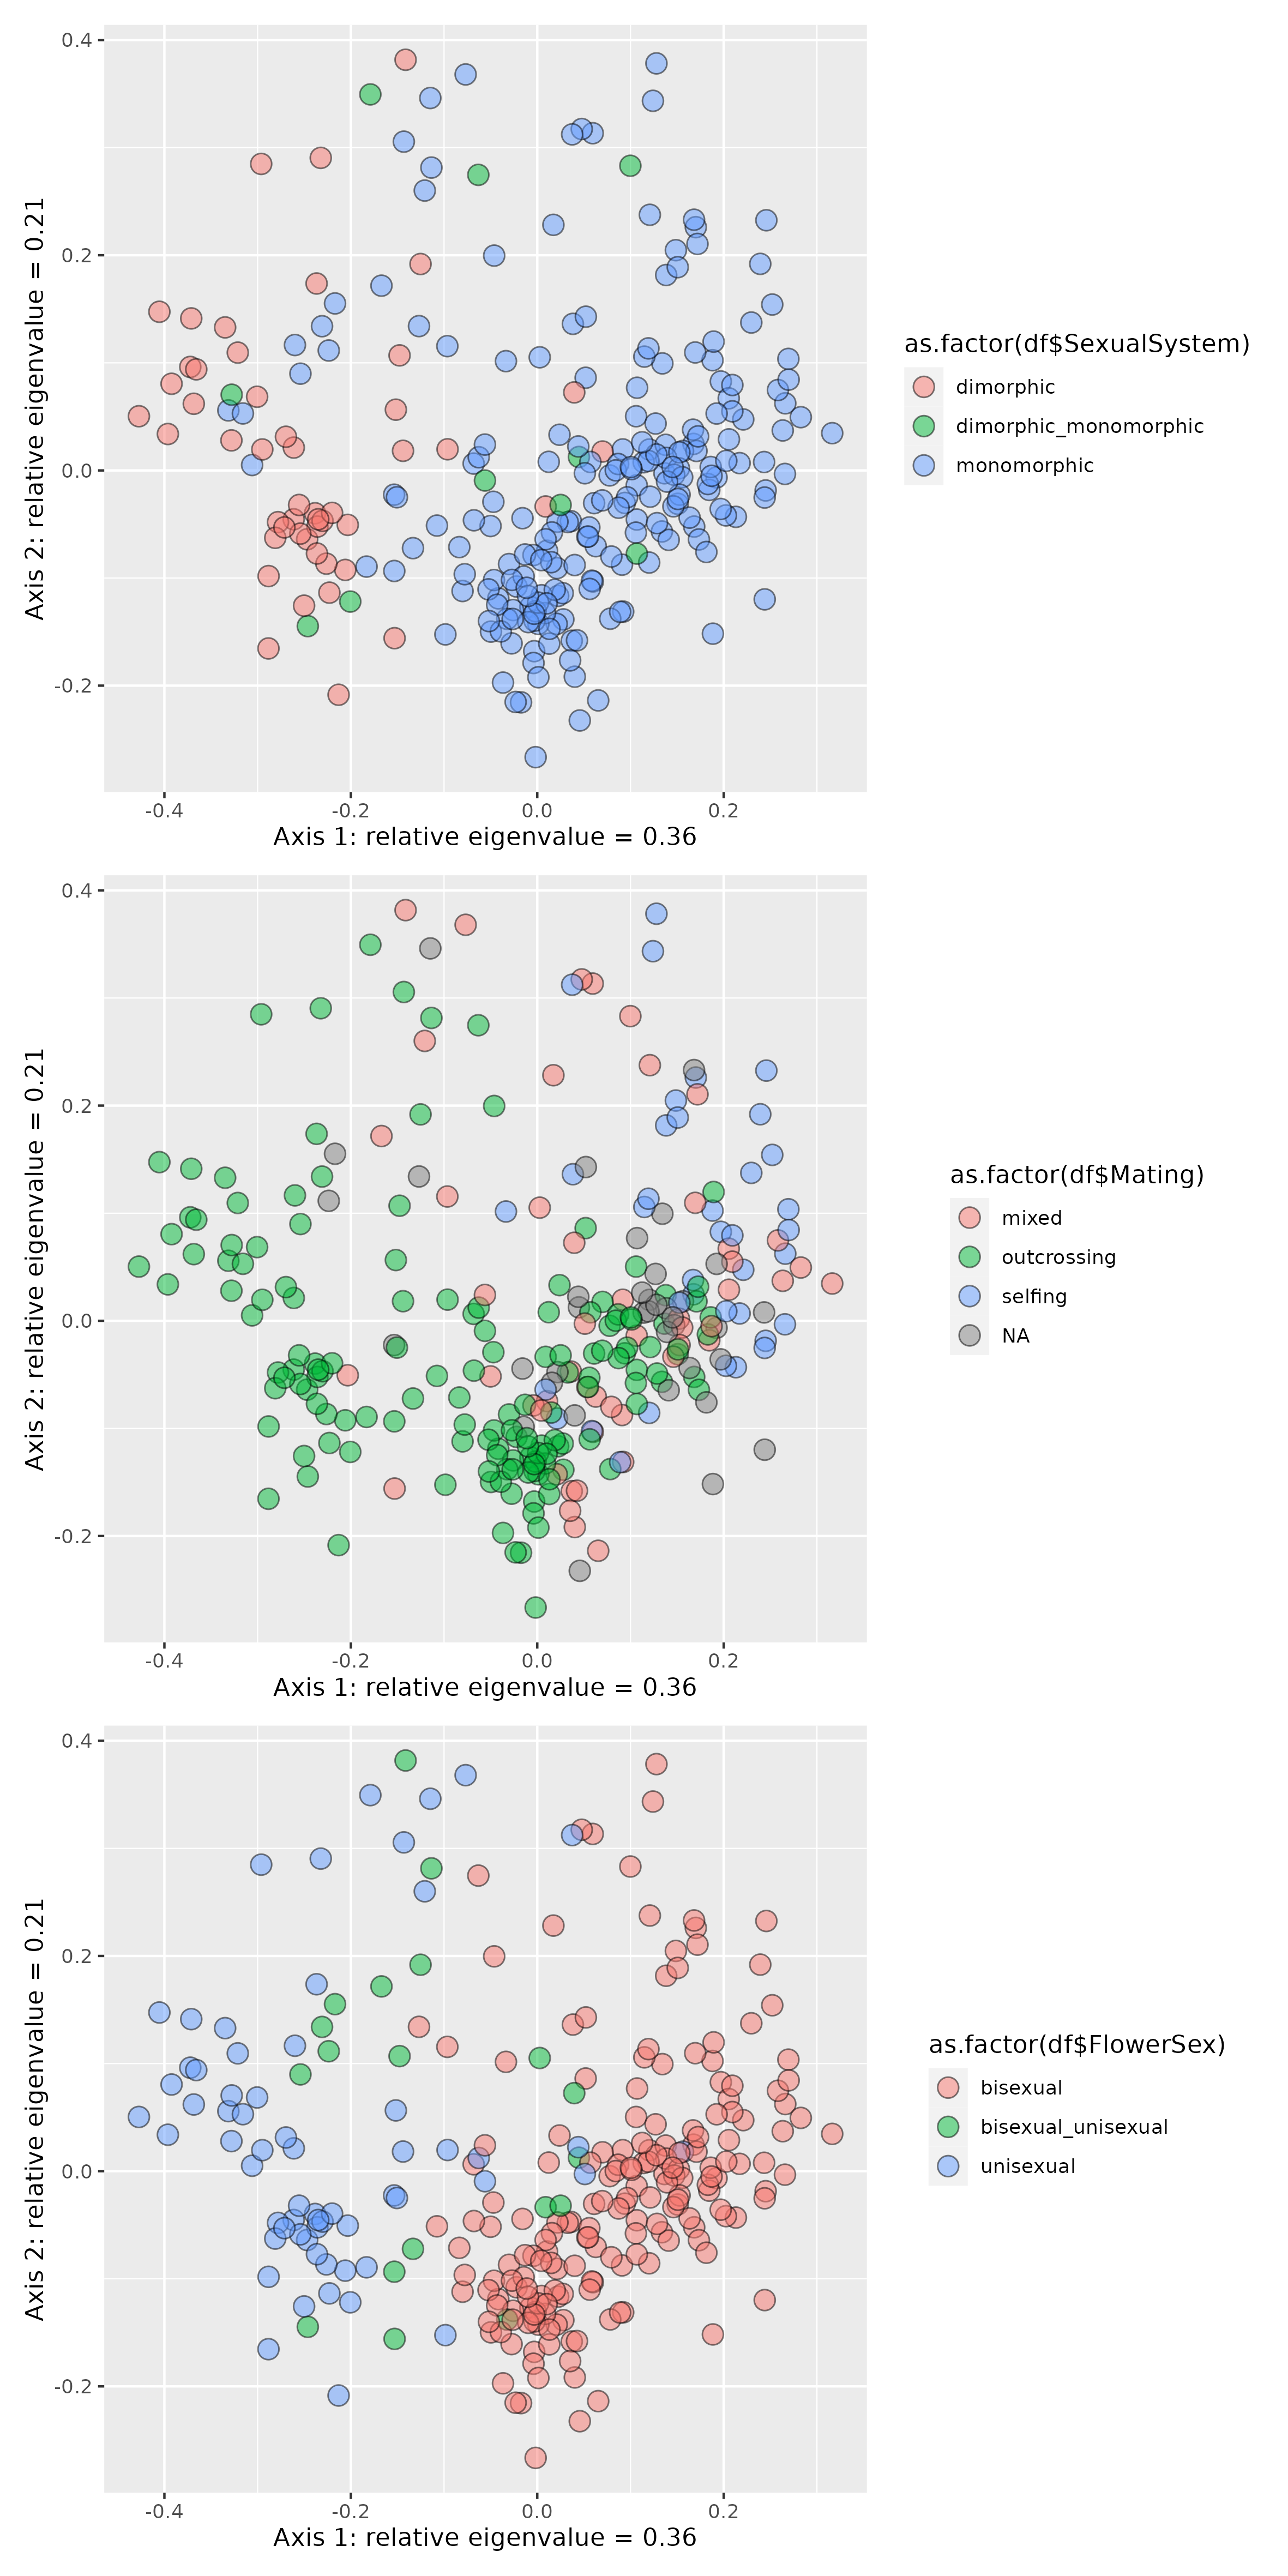 0.4
0.2
0.0
-0.2
Axis 2: relative eigenvalue = 0.21
-0.4
-0.2
0.0
0.2
Axis 1: relative eigenvalue = 0.36
as.factor(df$SexualSystem)
dimorphic
dimorphic_monomorphic
monomorphic
0.4
0.2
0.0
-0.2
Axis 2: relative eigenvalue = 0.21
-0.4
-0.2
0.0
0.2
Axis 1: relative eigenvalue = 0.36
as.factor(df$Mating)
mixed
outcrossing
selfing
NA
0.4
0.2
0.0
-0.2
Axis 2: relative eigenvalue = 0.21
-0.4
-0.2
0.0
0.2
Axis 1: relative eigenvalue = 0.36
as.factor(df$FlowerSex)
bisexual
bisexual_unisexual
unisexual